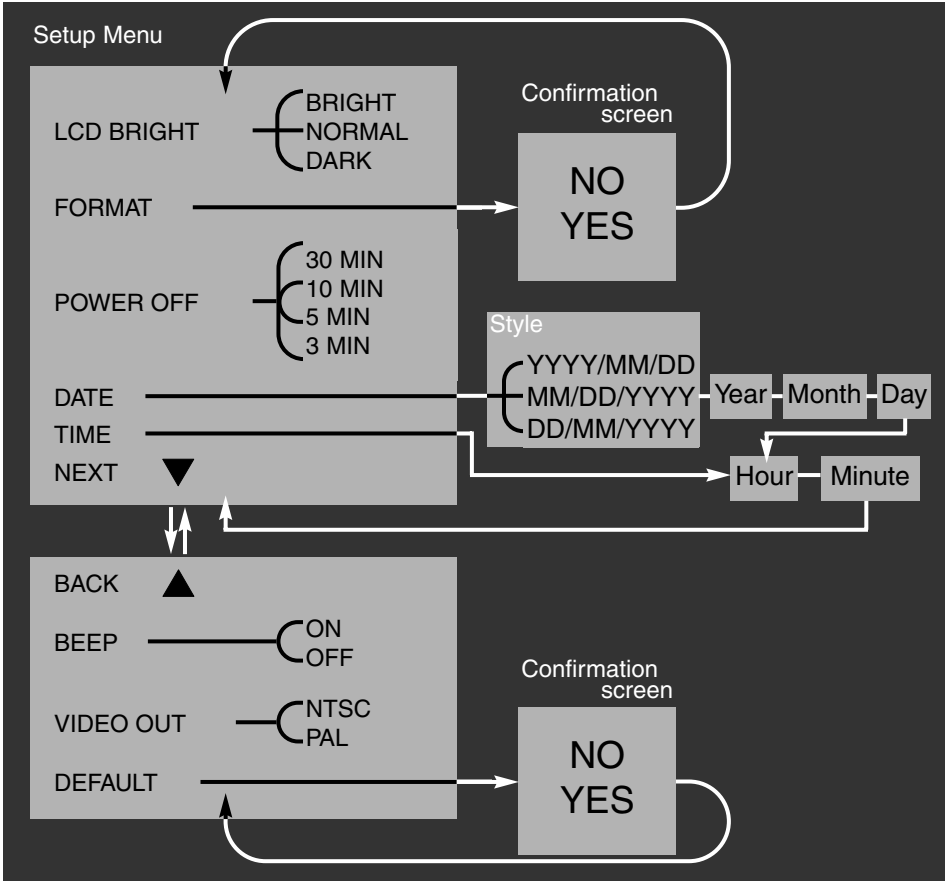 Setup Menu
LCD BRIGHT
BRIGHT
NORMAL
DARK
Confirmation
screen
NO
YES
FORMAT
POWER OFF
30 MIN
10 MIN
5 MIN
3 MIN
DATE
Style
YYYY/MM/DD
MM/DD/YYYY
DD/MM/YYYY
Year
Month
Day
TIME
Hour
Minute
NEXT
BACK
BEEP
ON
OFF
VIDEO OUT
NTSC
PAL
DEFAULT
Confirmation
screen
NO
YES